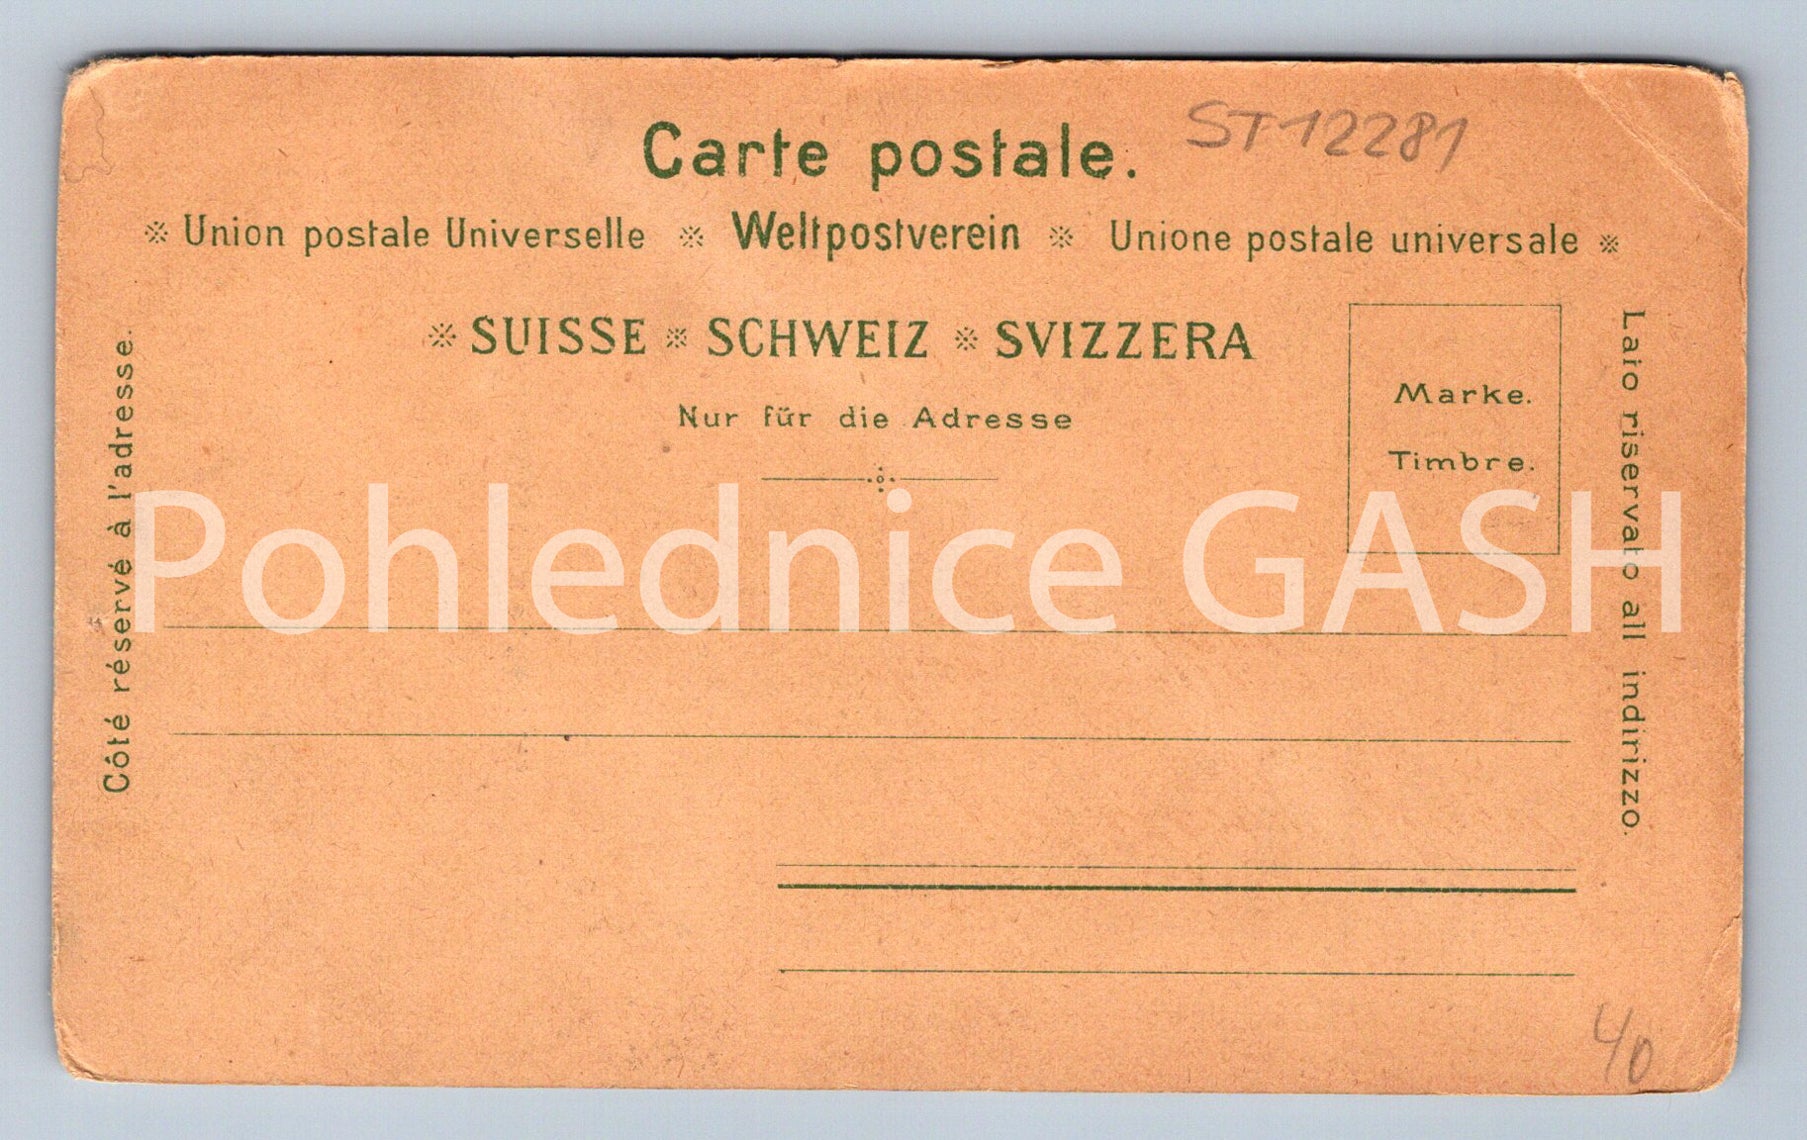 Carte postale.
ST 12281
Union postale Universelle Weltpostverein Unione postale universale
SUISSE SCHWEIZ SVIZZERA
Nur für die Adresse
Marke.
Timbre.
Côté réservé à l'adresse.
Laio riservato all indirizzo.
Pohlednice GASH
40